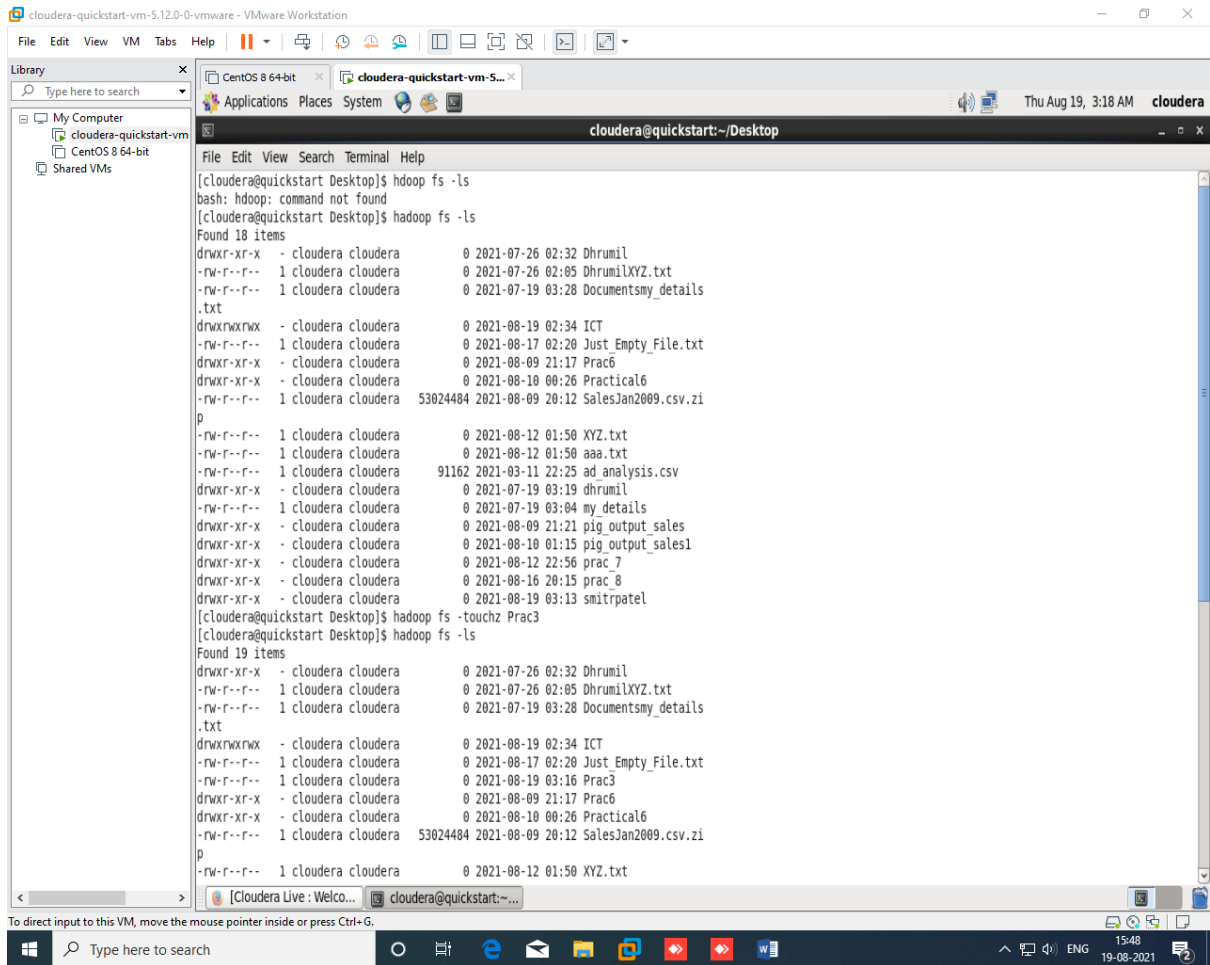 cloudera-quickstart-vm-5.12.0-0-vmware - VMware Workstation
File Edit View VM Tabs Help
Library
Type here to search
My Computer
cloudera-quickstart-vm
CentOS 8 64-bit
Shared VMs
CentOS 8 64-bit
cloudera-quickstart-vm-5...
Applications Places System
Thu Aug 19, 3:18 AM cloudera
cloudera@quickstart:~/Desktop
File Edit View Search Terminal Help
[cloudera@quickstart Desktop]$ hdoop fs -ls
bash: hdoop: command not found
[cloudera@quickstart Desktop]$ hadoop fs -ls
Found 18 items
drwxr-xr-x   - cloudera cloudera          0 2021-07-26 02:32 Dhrumil
-rw-r--r--   1 cloudera cloudera          0 2021-07-26 02:05 DhrumilXYZ.txt
-rw-r--r--   1 cloudera cloudera          0 2021-07-19 03:28 Documentsmy_details
.txt
drwxrwxrwx   - cloudera cloudera          0 2021-08-19 02:34 ICT
-rw-r--r--   1 cloudera cloudera          0 2021-08-17 02:20 Just_Empty_File.txt
drwxr-xr-x   - cloudera cloudera          0 2021-08-09 21:17 Prac6
drwxr-xr-x   - cloudera cloudera          0 2021-08-10 00:26 Practical6
-rw-r--r--   1 cloudera cloudera   53024484 2021-08-09 20:12 SalesJan2009.csv.zi
p
-rw-r--r--   1 cloudera cloudera          0 2021-08-12 01:50 XYZ.txt
-rw-r--r--   1 cloudera cloudera          0 2021-08-12 01:50 aaa.txt
-rw-r--r--   1 cloudera cloudera      91162 2021-03-11 22:25 ad_analysis.csv
drwxr-xr-x   - cloudera cloudera          0 2021-07-19 03:19 dhrumil
-rw-r--r--   1 cloudera cloudera          0 2021-07-19 03:04 my_details
drwxr-xr-x   - cloudera cloudera          0 2021-08-09 21:21 pig_output_sales
drwxr-xr-x   - cloudera cloudera          0 2021-08-10 01:15 pig_output_sales1
drwxr-xr-x   - cloudera cloudera          0 2021-08-12 22:56 prac_7
drwxr-xr-x   - cloudera cloudera          0 2021-08-16 20:15 prac_8
drwxr-xr-x   - cloudera cloudera          0 2021-08-19 03:13 smitrpatel
[cloudera@quickstart Desktop]$ hadoop fs -touchz Prac3
[cloudera@quickstart Desktop]$ hadoop fs -ls
Found 19 items
drwxr-xr-x   - cloudera cloudera          0 2021-07-26 02:32 Dhrumil
-rw-r--r--   1 cloudera cloudera          0 2021-07-26 02:05 DhrumilXYZ.txt
-rw-r--r--   1 cloudera cloudera          0 2021-07-19 03:28 Documentsmy_details
.txt
drwxrwxrwx   - cloudera cloudera          0 2021-08-19 02:34 ICT
-rw-r--r--   1 cloudera cloudera          0 2021-08-17 02:20 Just_Empty_File.txt
-rw-r--r--   1 cloudera cloudera          0 2021-08-19 03:16 Prac3
drwxr-xr-x   - cloudera cloudera          0 2021-08-09 21:17 Prac6
drwxr-xr-x   - cloudera cloudera          0 2021-08-10 00:26 Practical6
-rw-r--r--   1 cloudera cloudera   53024484 2021-08-09 20:12 SalesJan2009.csv.zi
p
-rw-r--r--   1 cloudera cloudera          0 2021-08-12 01:50 XYZ.txt
[Cloudera Live : Welco...
cloudera@quickstart:~...
To direct input to this VM, move the mouse pointer inside or press Ctrl+G.
Type here to search
ENG
15:48
19-08-2021
2